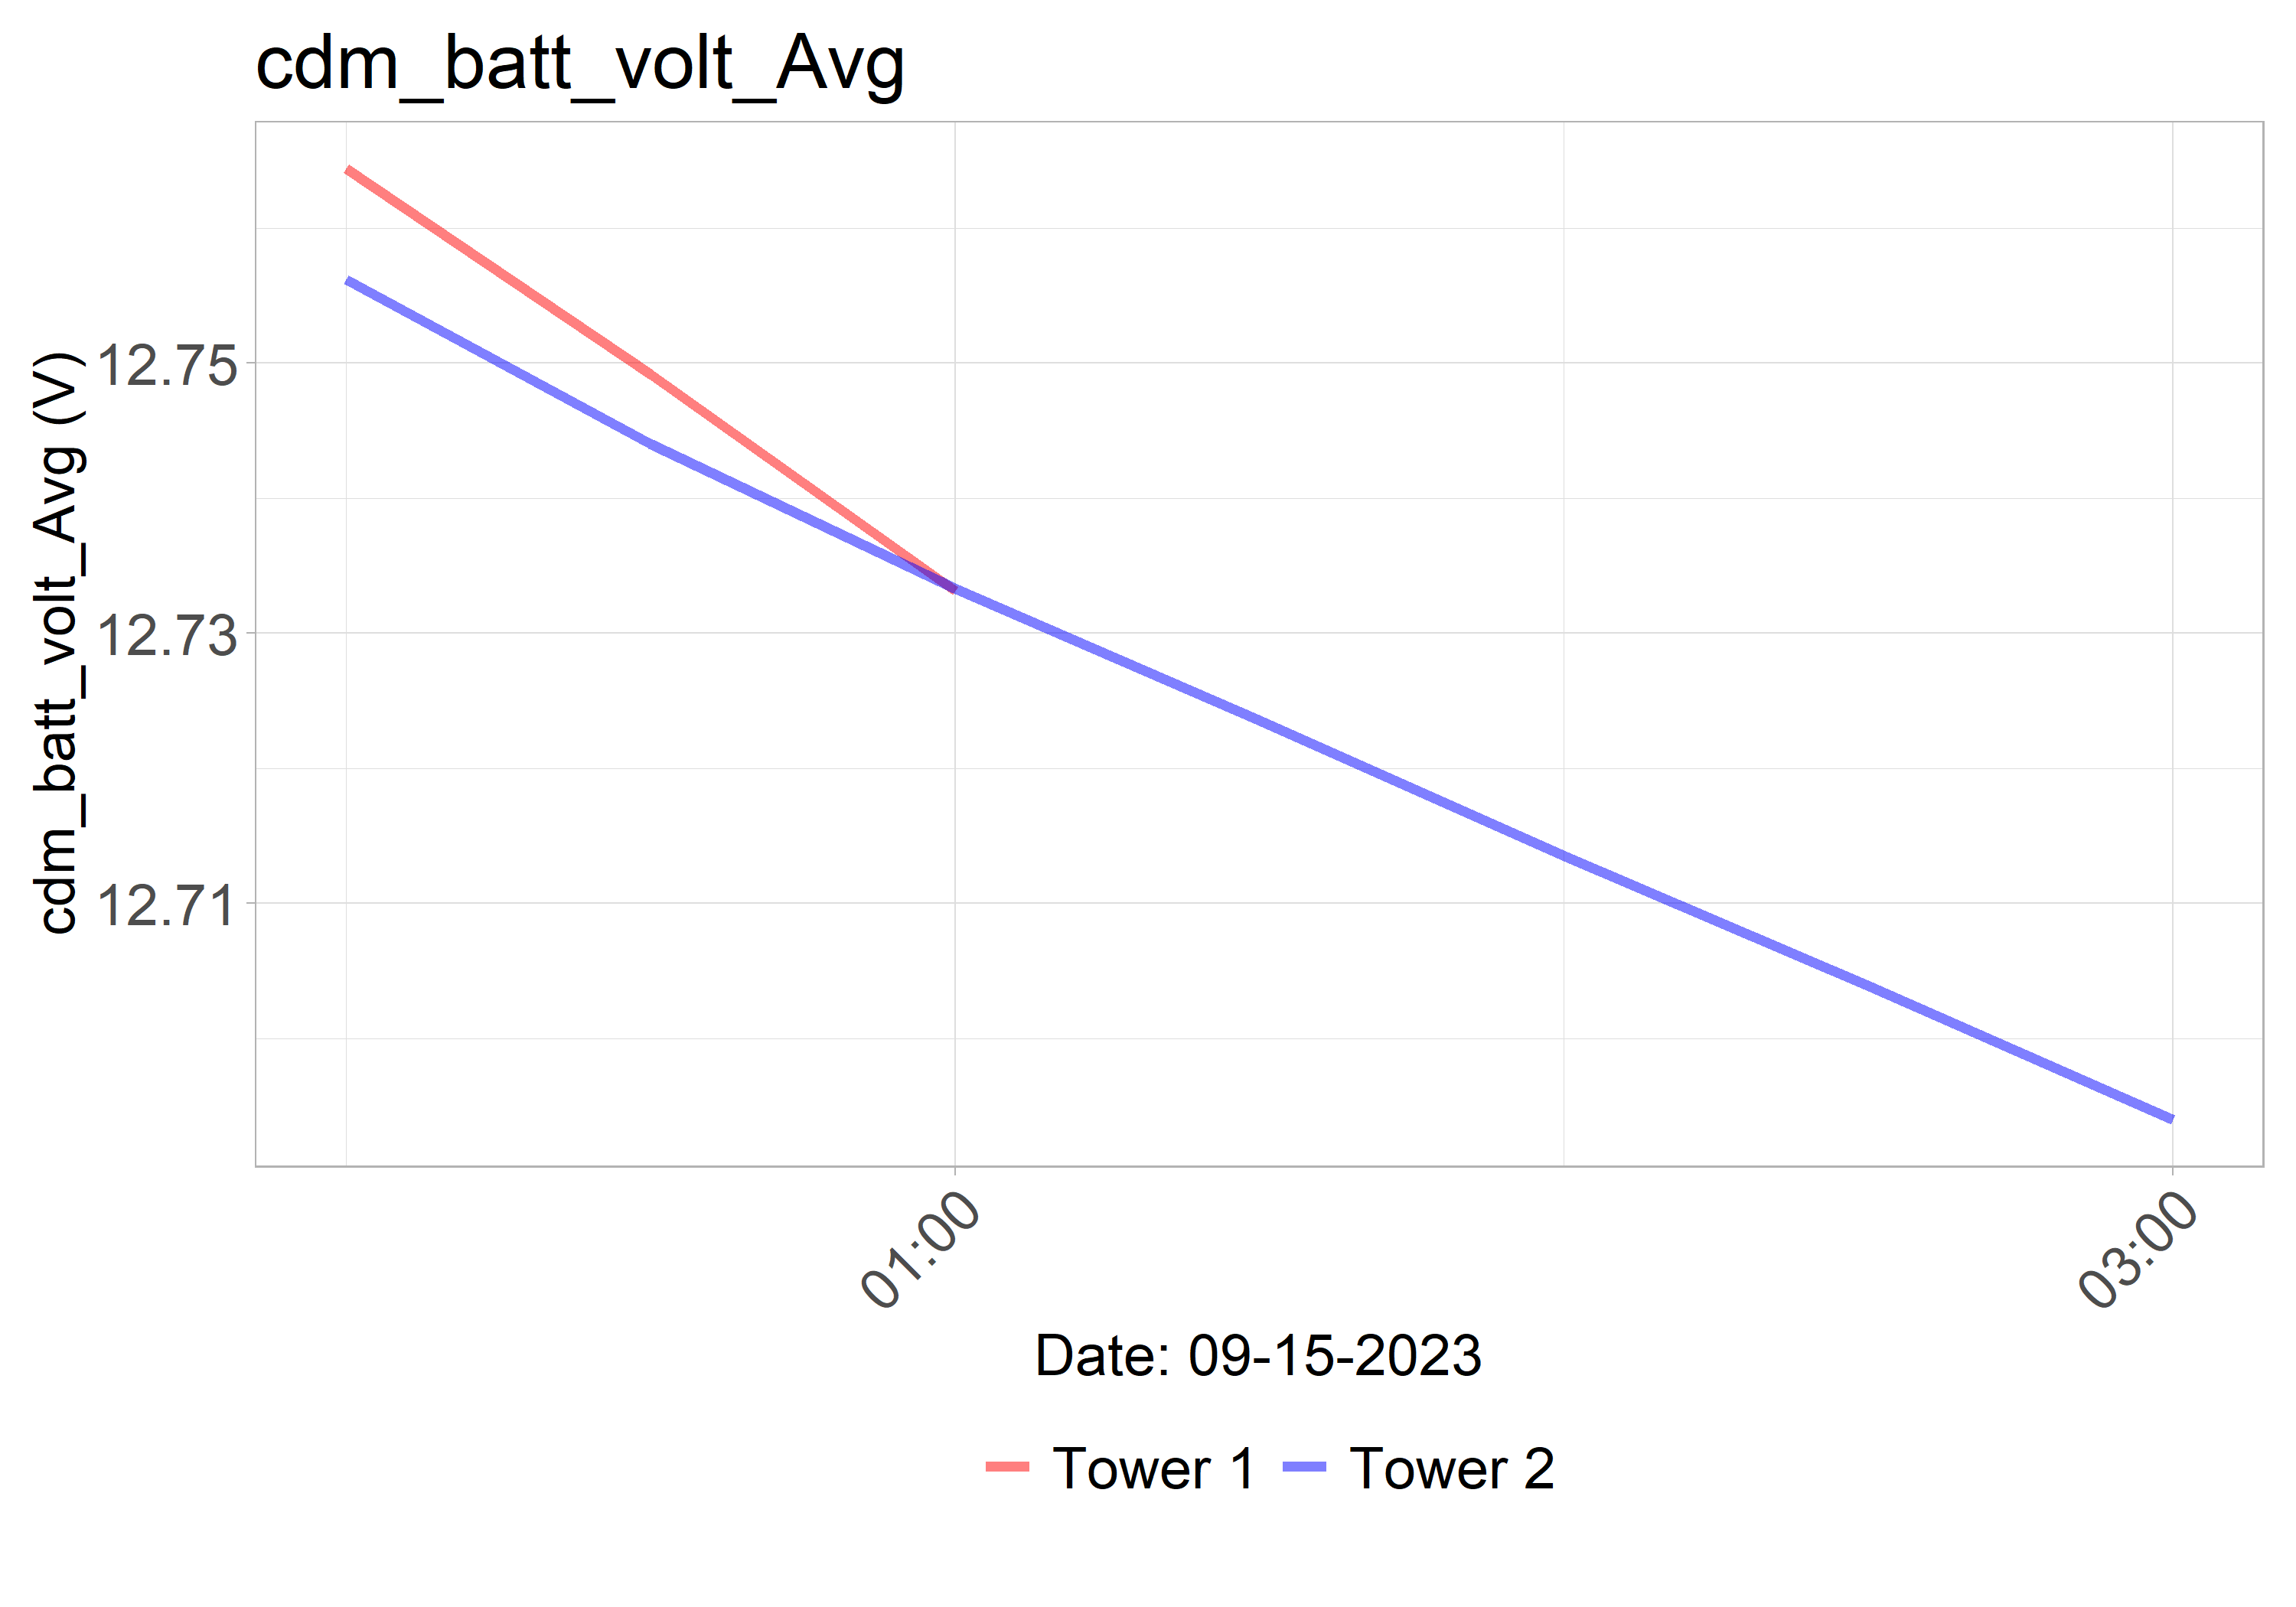 cdm_batt_volt_Avg
cdm_batt_volt_Avg (V)
12.75
12.73
12.71
01:00
03:00
Date: 09-15-2023
Tower 1
Tower 2